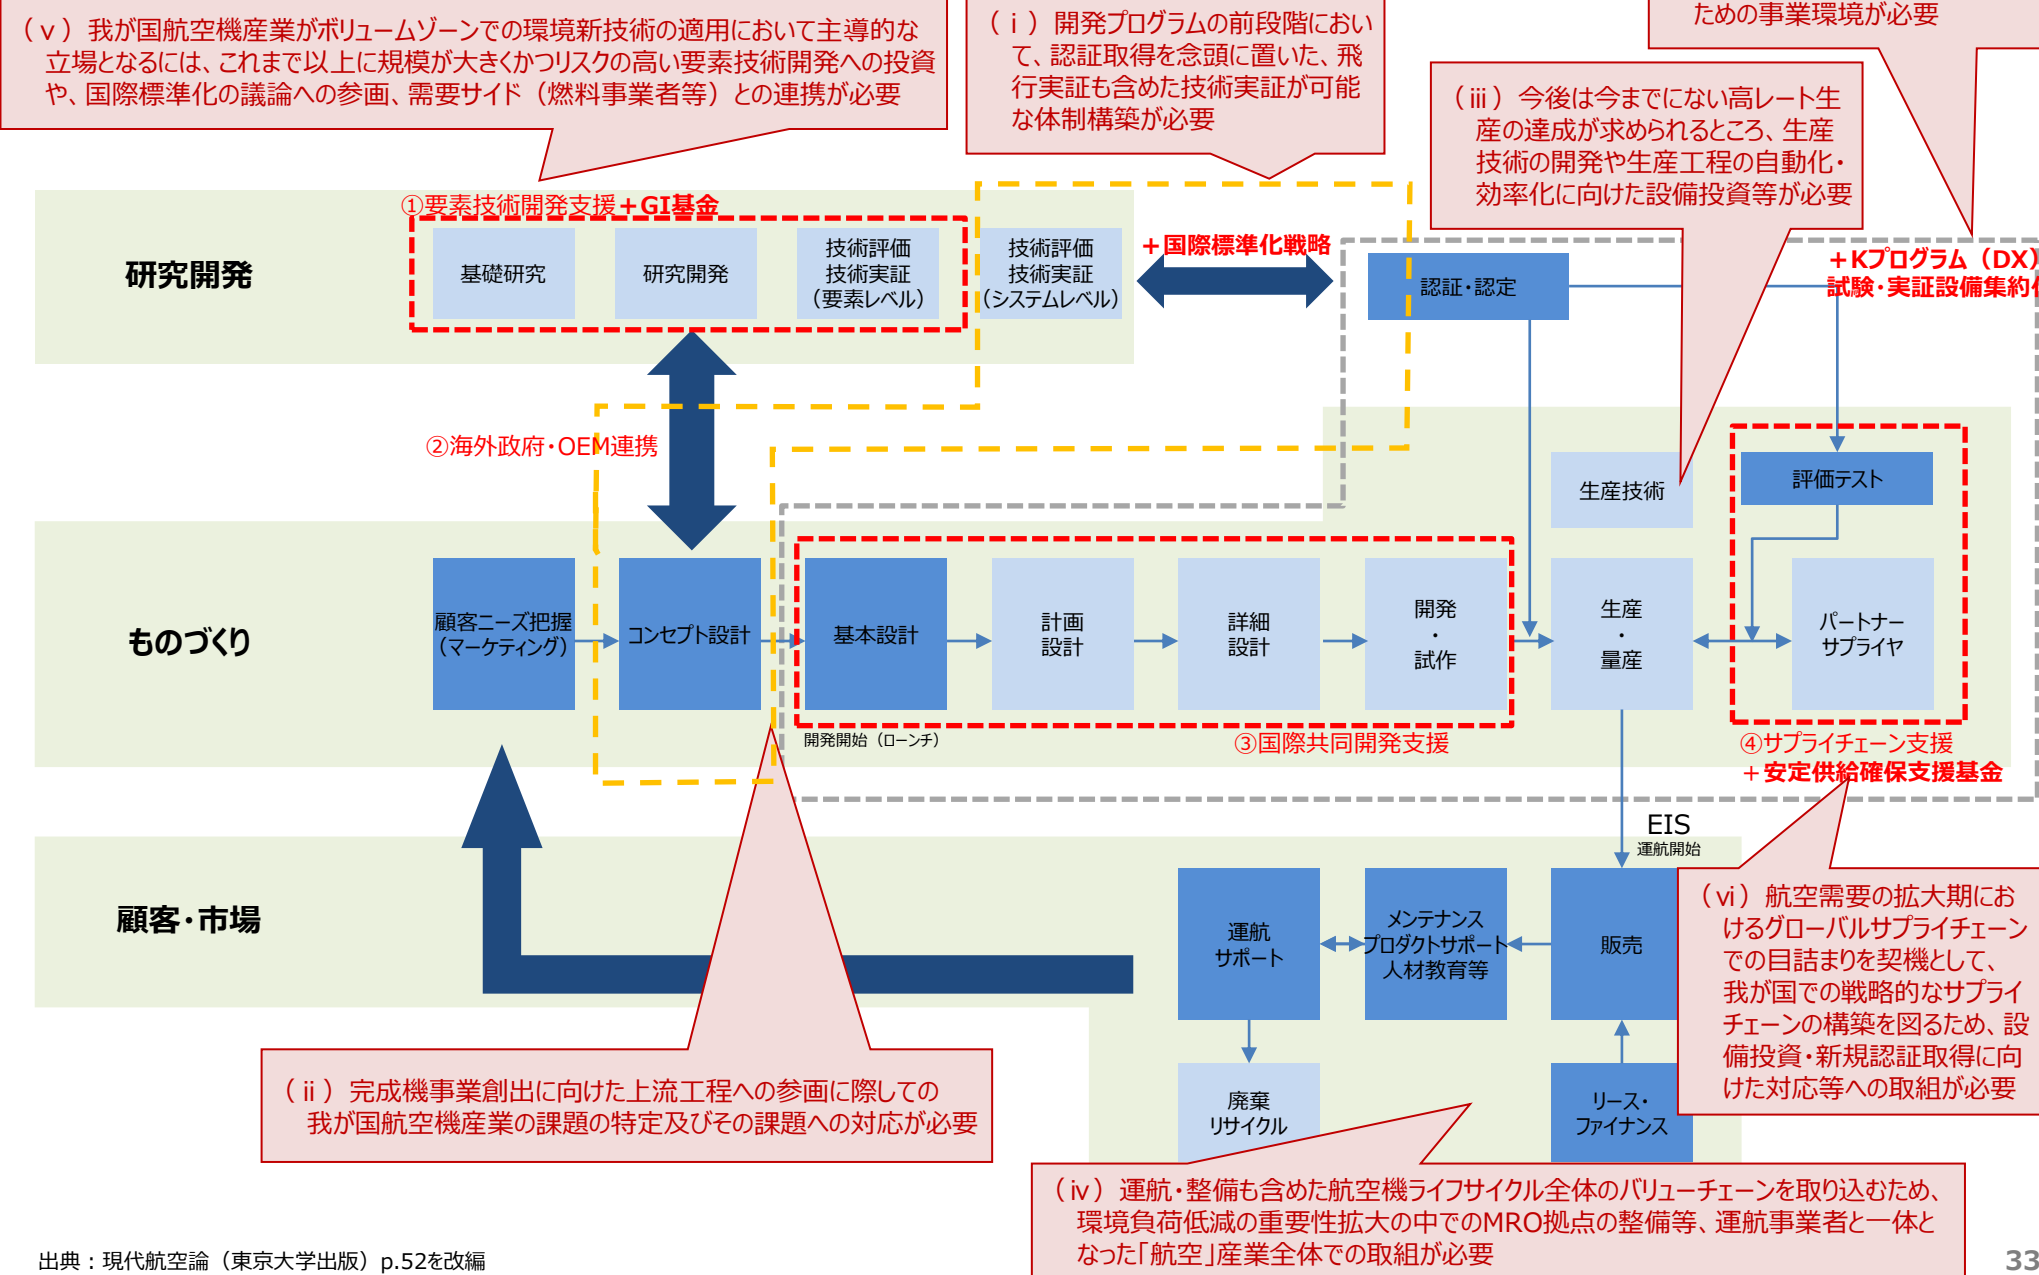 （ⅴ）我が国航空機産業がボリュームゾーンでの環境新技術の適用において主導的な
立場となるには、これまで以上に規模が大きくかつリスクの高い要素技術開発への投資
や、国際標準化の議論への参画、需要サイド（燃料事業者等）との連携が必要
（ⅰ）開発プログラムの前段階におい
て、認証取得を念頭に置いた、飛
行実証も含めた技術実証が可能
な体制構築が必要
ための事業環境が必要
（ⅲ）今後は今までにない高レート生
産の達成が求められるところ、生産
技術の開発や生産工程の自動化・
効率化に向けた設備投資等が必要
①要素技術開発支援＋GI基金
研究開発
基礎研究
研究開発
技術評価
技術実証
（要素レベル）
技術評価
技術実証
（システムレベル）
＋国際標準化戦略
認証・認定
＋Kプログラム（DX）
試験・実証設備集約
②海外政府・OEM連携
生産技術
評価テスト
ものづくり
顧客ニーズ把握
（マーケティング）
コンセプト設計
基本設計
計画
設計
詳細
設計
開発
・
試作
生産
・
量産
パートナー
サプライヤ
開発開始（ローンチ）
③国際共同開発支援
④サプライチェーン支援
＋安定供給確保支援基金
EIS
運航開始
顧客・市場
運航
サポート
メンテナンス
プロダクトサポート
人材教育等
販売
廃棄
リサイクル
リース・
ファイナンス
（ⅵ）航空需要の拡大期にお
けるグローバルサプライチェーン
での目詰まりを契機として、
我が国での戦略的なサプライ
チェーンの構築を図るため、設
備投資・新規認証取得に向
けた対応等への取組が必要
（ⅱ）完成機事業創出に向けた上流工程への参画に際しての
我が国航空機産業の課題の特定及びその課題への対応が必要
（ⅳ）運航・整備も含めた航空機ライフサイクル全体のバリューチェーンを取り込むため、
環境負荷低減の重要性拡大の中でのMRO拠点の整備等、運航事業者と一体と
なった「航空」産業全体での取組が必要
出典：現代航空論（東京大学出版）p.52を改編
33